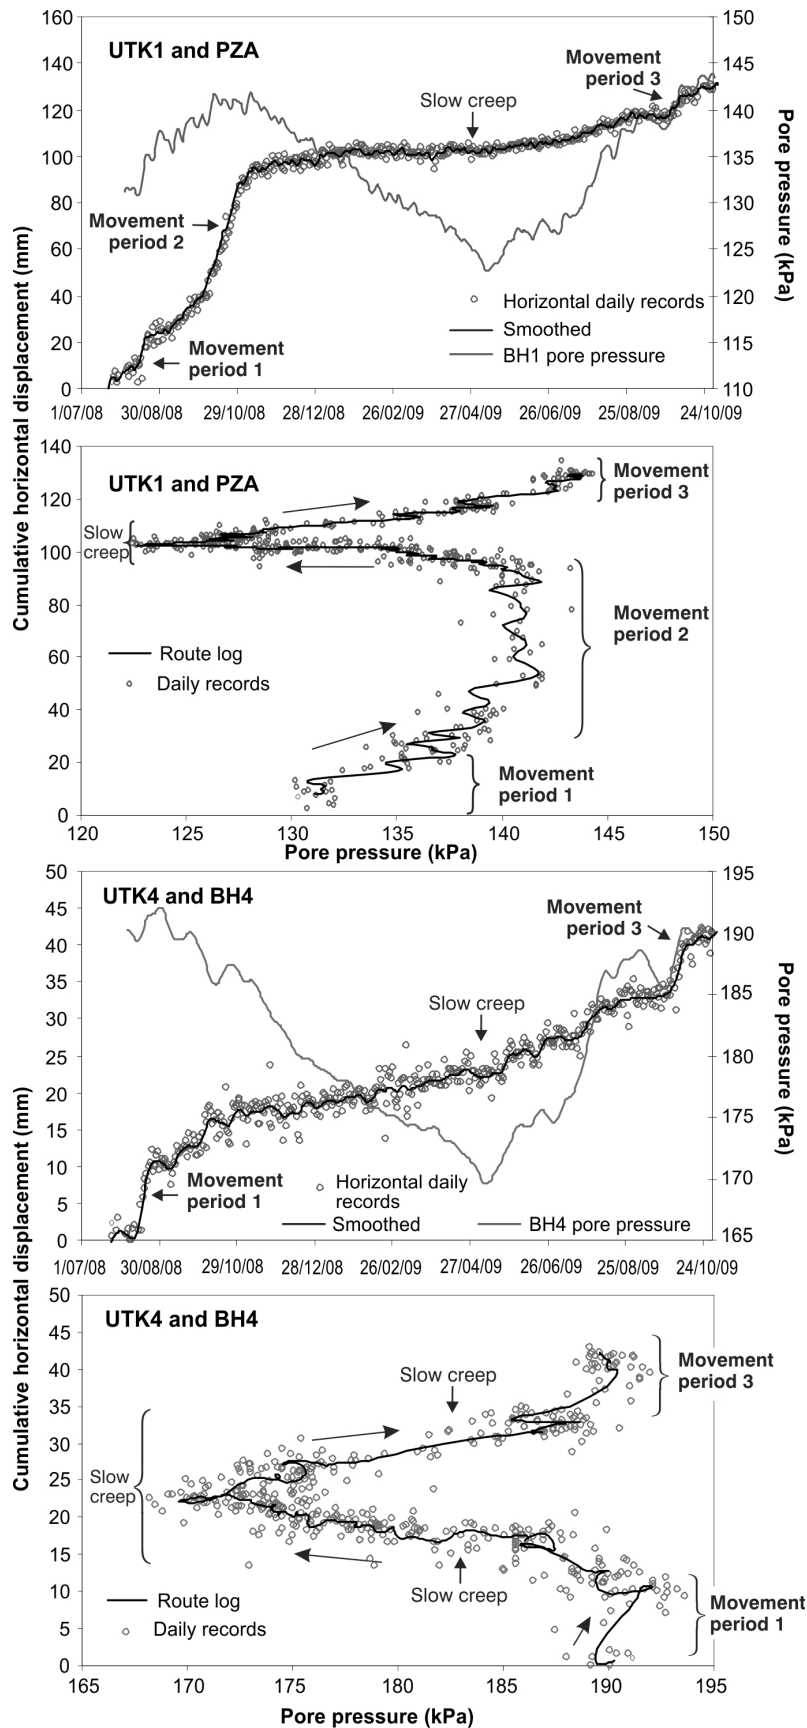 160
150
UTK1 and PZA
Movement
period 3
140
145
120
Slow creep
140
100
135
80
130
Movement
period 2
60
125
40
120
Horizontal daily records
Smoothed
20
115
Movement
period 1
BH1 pore pressure
0
110
1/07/08 30/08/08 29/10/08 28/12/08 26/02/09 27/04/09 26/06/09 25/08/09 24/10/09
Cumulative horizontal displacement (mm)
Pore pressure (kPa)
140
UTK1 and PZA
Movement
period 3
120
Slow
creep
100
80
Movement
period 2
60
Route log
Daily records
40
20
Movement
period 1
0
120 125 130 135 140 145 150
Pore pressure (kPa)
50
195
UTK4 and BH4
45
Movement
period 3
40
190
35
Slow creep
185
30
25
180
20
175
15
10
170
Movement
period 1
Horizontal daily
records
5
Smoothed
BH4 pore pressure
0
165
1/07/08 30/08/08 29/10/08 28/12/08 26/02/09 27/04/09 26/06/09 25/08/09 24/10/09
Cumulative horizontal displacement (mm)
Pore pressure (kPa)
50
UTK4 and BH4
45
Movement
period 3
40
Slow creep
35
30
25
Slow
creep
20
15
Slow creep
10
Route log
Movement
period 1
5
Daily records
0
165 170 175 180 185 190 195
Pore pressure (kPa)